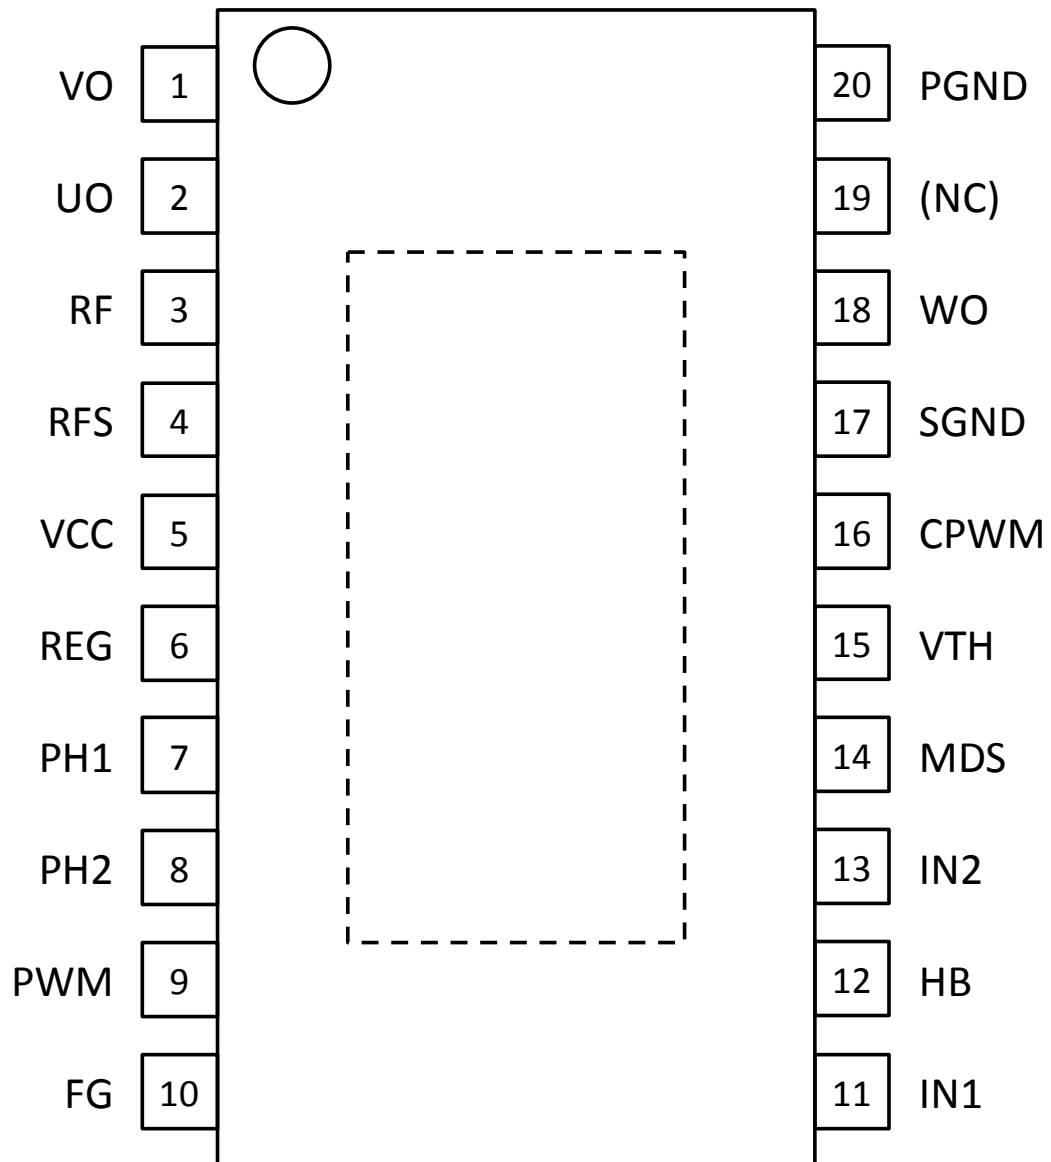 VO 1 20 PGND
UO 2 19 (NC)
RF 3 18 WO
RFS 4 17 SGND
VCC 5 16 CPWM
REG 6 15 VTH
PH1 7 14 MDS
PH2 8 13 IN2
PWM 9 12 HB
FG 10 11 IN1